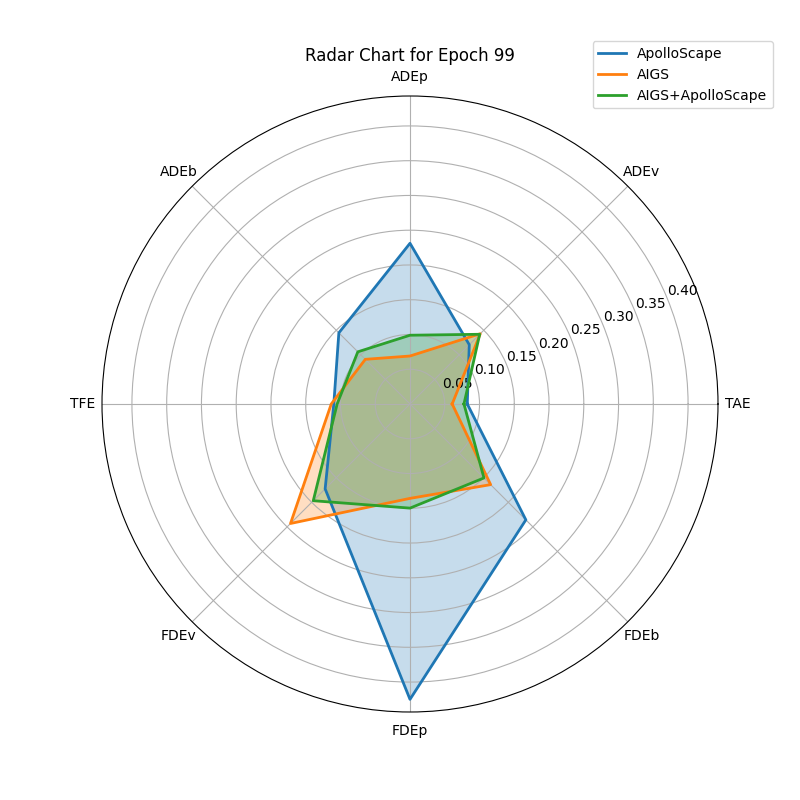 Radar Chart for Epoch 99
ApolloScape
AIGS
AIGS+ApolloScape
ADEp
ADEb
ADEv
0.40
0.35
0.30
0.25
0.20
0.15
0.10
0.05
TFE
TAE
FDEv
FDEb
FDEp